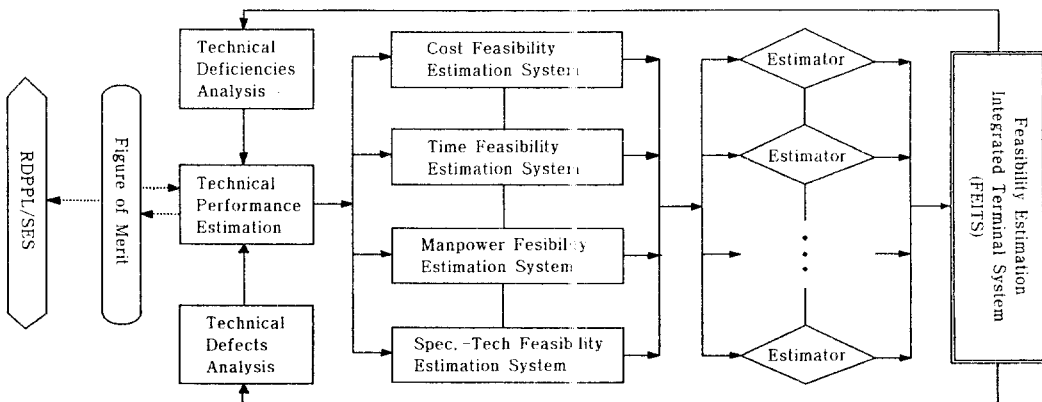 RDPPL/SES
Figure of Merit
Technical
Deficiencies
Analysis
Technical
Performance
Estimation
Technical
Defects
Analysis
Cost Feasibility
Estimation System
Time Feasibility
Estimation System
Manpower Fesibility
Estimation System
Spec.-Tech Feasibility
Estimation System
Estimator
Estimator
Estimator
Feasibility Estimation
Integrated Terminal System
(FEITS)